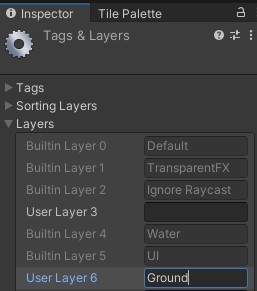 Inspector Tile Palette
Tags & Layers
Tags
Sorting Layers
Layers
Builtin Layer 0 Default
Builtin Layer 1 TransparentFX
Builtin Layer 2 Ignore Raycast
User Layer 3
Builtin Layer 4 Water
Builtin Layer 5 UI
User Layer 6 Ground